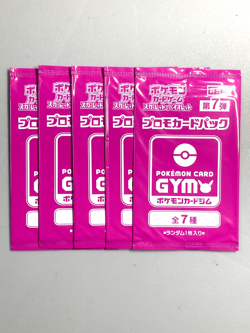 ポケモン
カードゲーム
スカーレット&バイオレット
第7弾
プロモカードパック
POKÉMON CARD
GYM
ポケモンカードジム
全7種
※ランダム1枚入り※